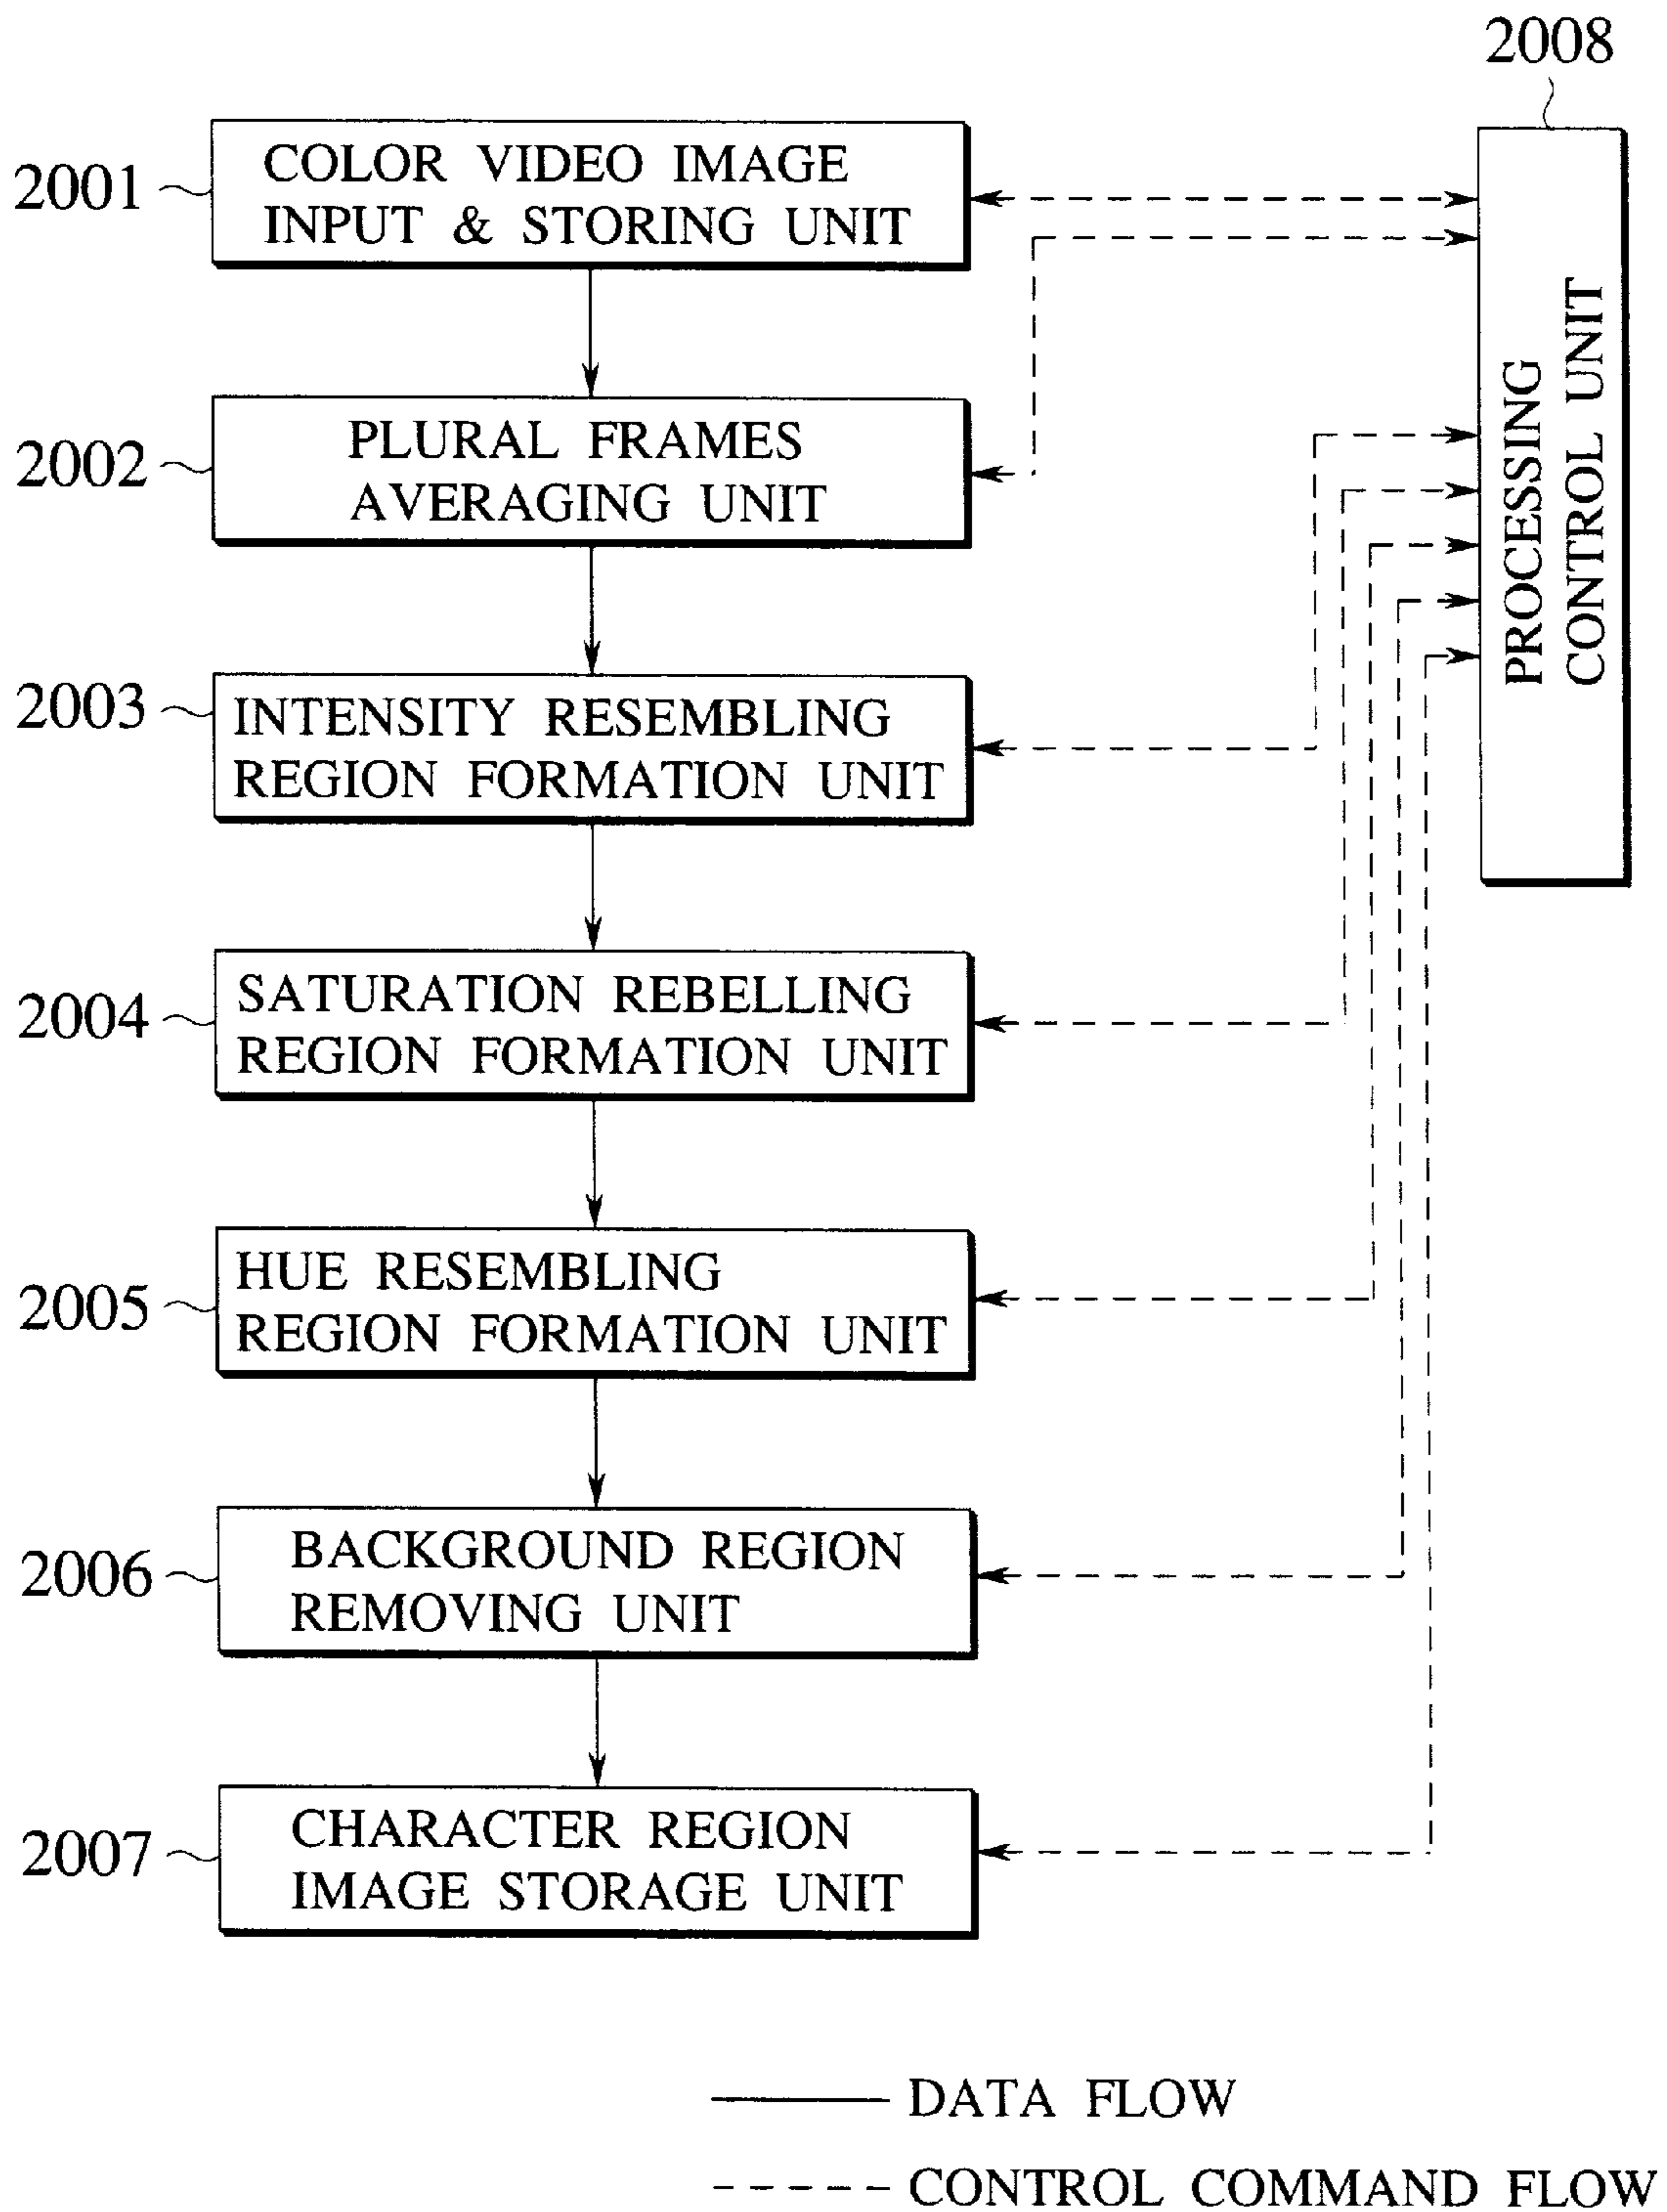 2008
2001
COLOR VIDEO IMAGE
INPUT & STORING UNIT
2002
PLURAL FRAMES
AVERAGING UNIT
PROCESSING
CONTROL UNIT
2003
INTENSITY RESEMBLING
REGION FORMATION UNIT
2004
SATURATION REBELLING
REGION FORMATION UNIT
2005
HUE RESEMBLING
REGION FORMATION UNIT
2006
BACKGROUND REGION
REMOVING UNIT
2007
CHARACTER REGION
IMAGE STORAGE UNIT
DATA FLOW
CONTROL COMMAND FLOW